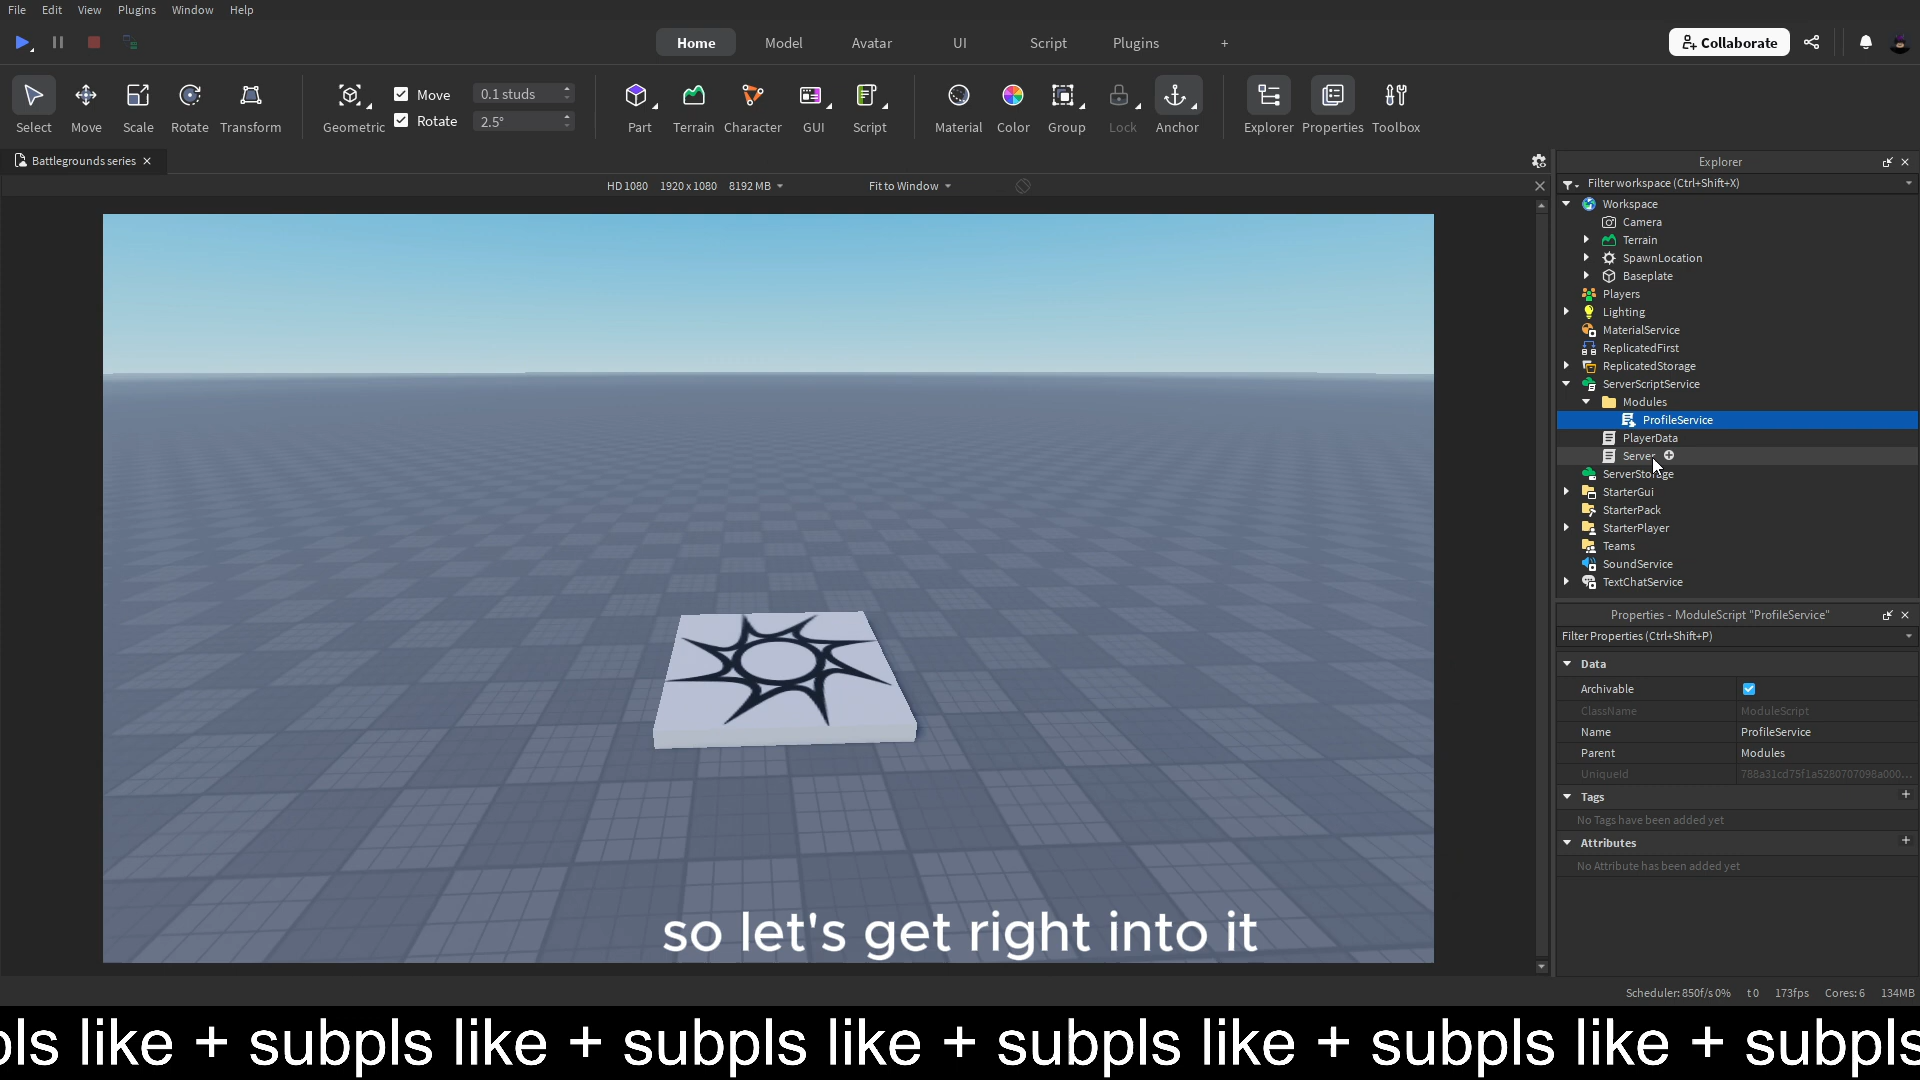 File Edit View Plugins Window Help
Home Model Avatar UI Script Plugins +
Collaborate
Select Move Scale Rotate Transform
Geometric
Move 0.1 studs
Rotate 2.5°
Part Terrain Character GUI Script
Material Color Group Lock Anchor
Explorer Properties Toolbox
Battlegrounds series
HD 1080 1920 x 1080 8192 MB Fit to Window
so let's get right into it
Explorer
Filter workspace (Ctrl+Shift+X)
Workspace
Camera
Terrain
SpawnLocation
Baseplate
Players
Lighting
MaterialService
ReplicatedFirst
ReplicatedStorage
ServerScriptService
Modules
ProfileService
PlayerData
Server
ServerStorage
StarterGui
StarterPack
StarterPlayer
Teams
SoundService
TextChatService
Properties - ModuleScript "ProfileService"
Filter Properties (Ctrl+Shift+P)
Data
Archivable
ClassName ModuleScript
Name ProfileService
Parent Modules
UniqueId 788a31cd75f1a5280707098a000...
Tags +
No Tags have been added yet
Attributes +
No Attribute has been added yet
Scheduler: 850f/s 0% t0 173fps Cores: 6 134MB
pls like + subpls like + subpls like + subpls like + subpls like + subpls